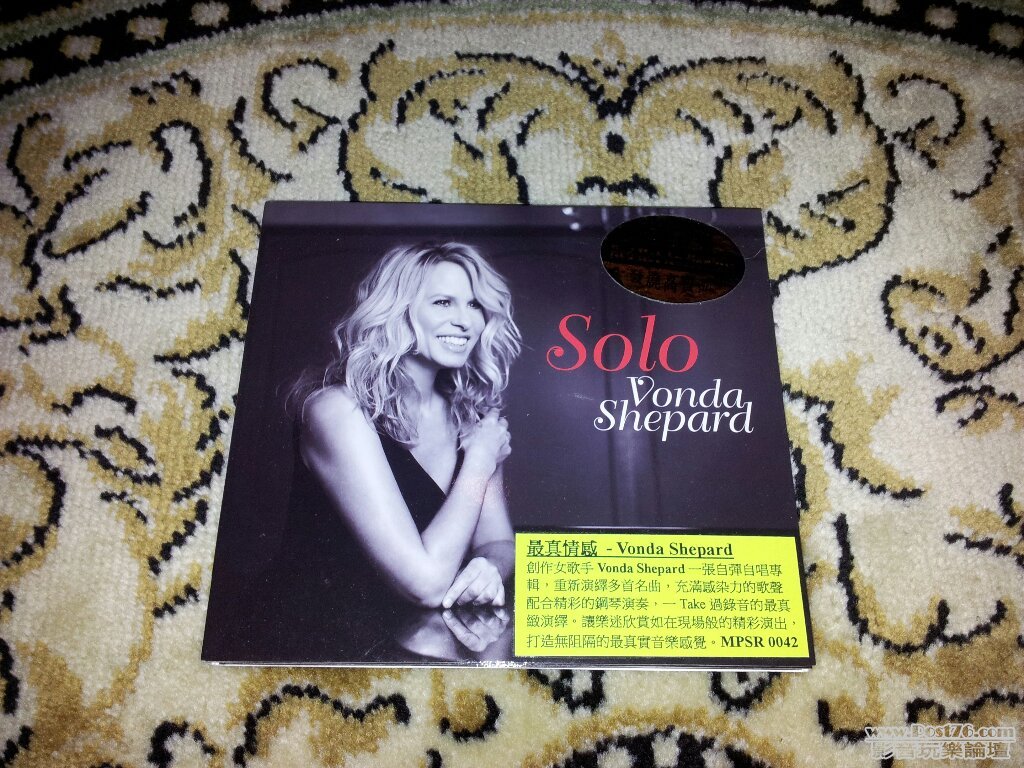 Solo
Vonda
Shepard
最真情感 - Vonda Shepard
創作女歌手 Vonda Shepard 一張自彈自唱專
輯，重新演繹多首名曲，充滿感染力的歌聲
配合精彩的鋼琴演奏，一 Take 過錄音的最真
緻演繹。讓樂迷欣賞如在現場般的精彩演出，
打造無阻隔的最真實音樂感覺。MPSR 0042
www.Post76.com
影音玩樂論壇